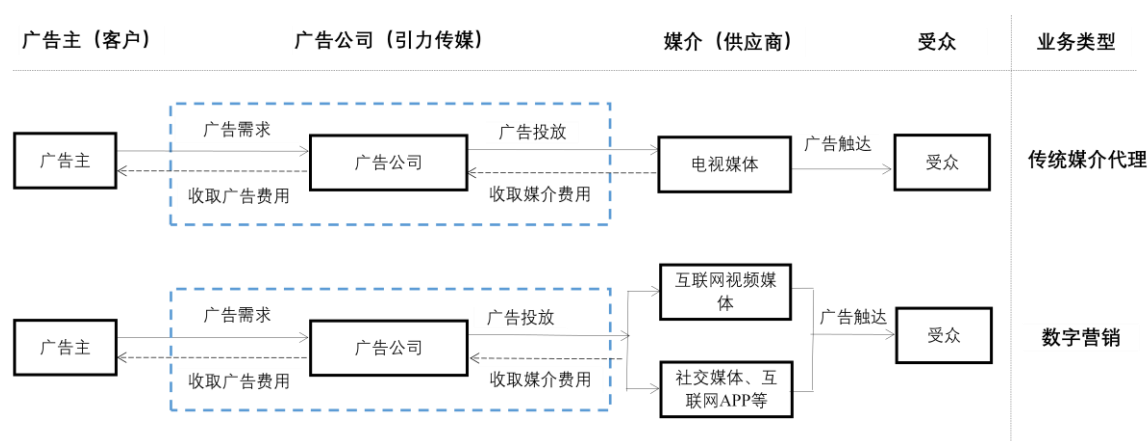 广告主（客户）
广告公司（引力传媒）
媒介（供应商）
受众
业务类型
广告主
广告需求
收取广告费用
广告公司
广告投放
收取媒介费用
电视媒体
广告触达
受众
传统媒介代理
广告主
广告需求
收取广告费用
广告公司
广告投放
收取媒介费用
互联网视频媒
体
社交媒体、互
联网APP等
广告触达
受众
数字营销